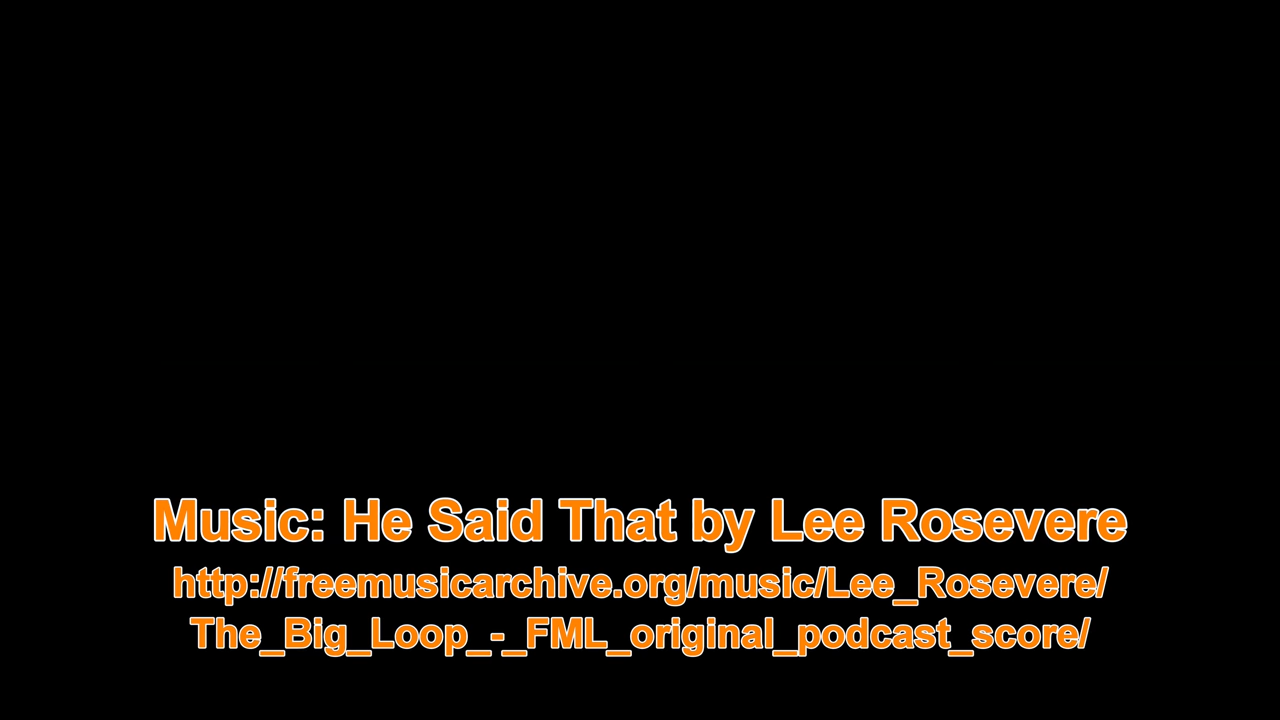 Music: He Said That by Lee Rosevere
http://freemusicarchive.org/music/Lee_Rosevere/
The_Big_Loop_-_FML_original_podcast_score/